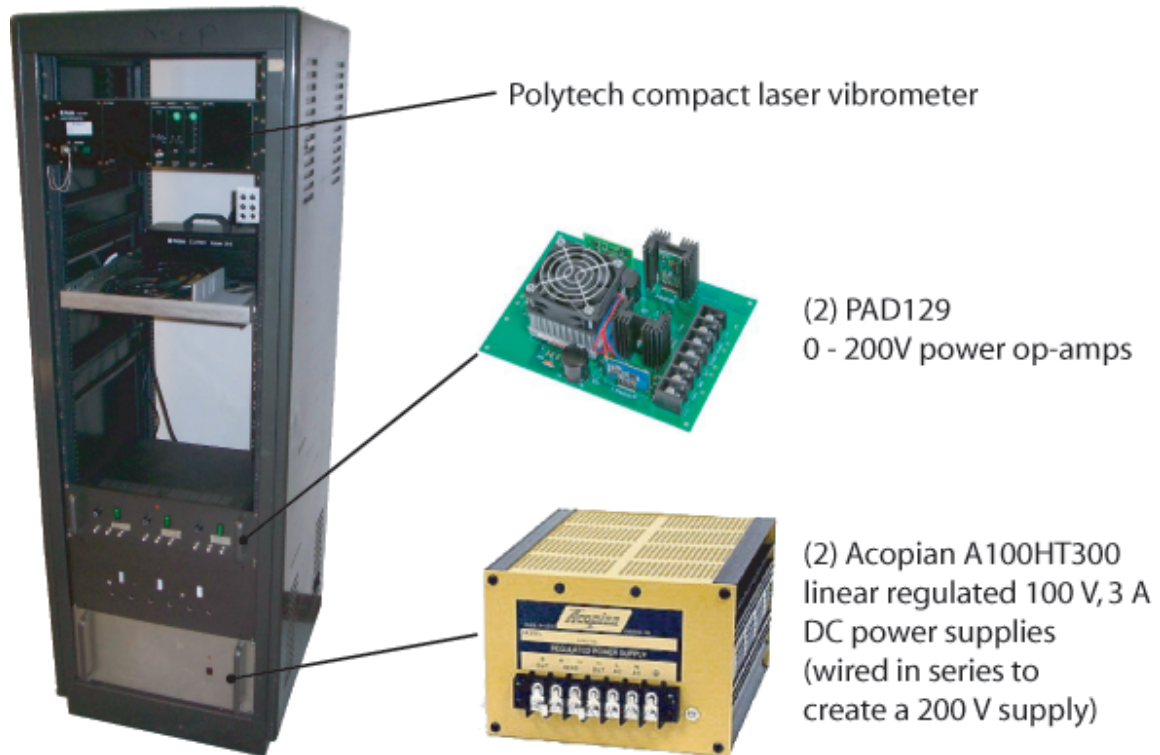 Polytech compact laser vibrometer
(2) PAD129
0 - 200V power op-amps
(2) Acopian A100HT300
linear regulated 100 V, 3 A
DC power supplies
(wired in series to
create a 200 V supply)
Acopian
REGULATED POWER SUPPLY